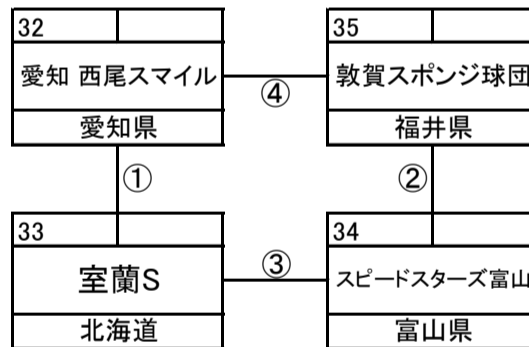 32
35
愛知 西尾スマイル
敦賀スポンジ球団
④
愛知県
福井県
①
②
33
34
室蘭S
③
スピードスターズ富山
北海道
富山県